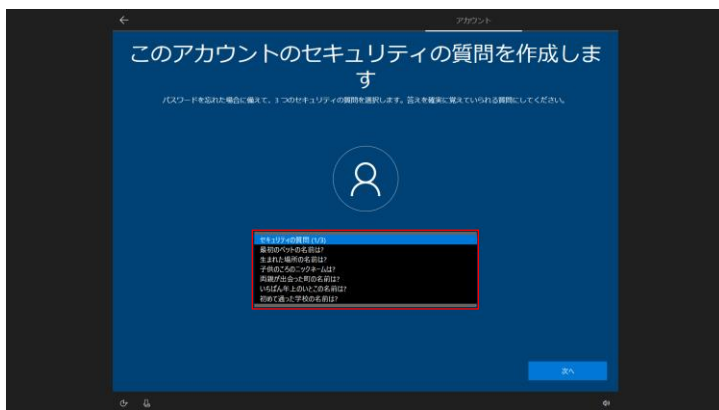 アカウント
このアカウントのセキュリティの質問を作成しま
す
パスワードを忘れた場合に備えて、3 つのセキュリティの質問を選択します。答えを確実に覚えていられる質問にしてください。
セキュリティの質問 (1/3)
最初のペットの名前は?
生まれた場所の名前は?
子供のころのニックネームは?
両親が出会った町の名前は?
いちばん年上のいとこの名前は?
初めて通った学校の名前は?
次へ